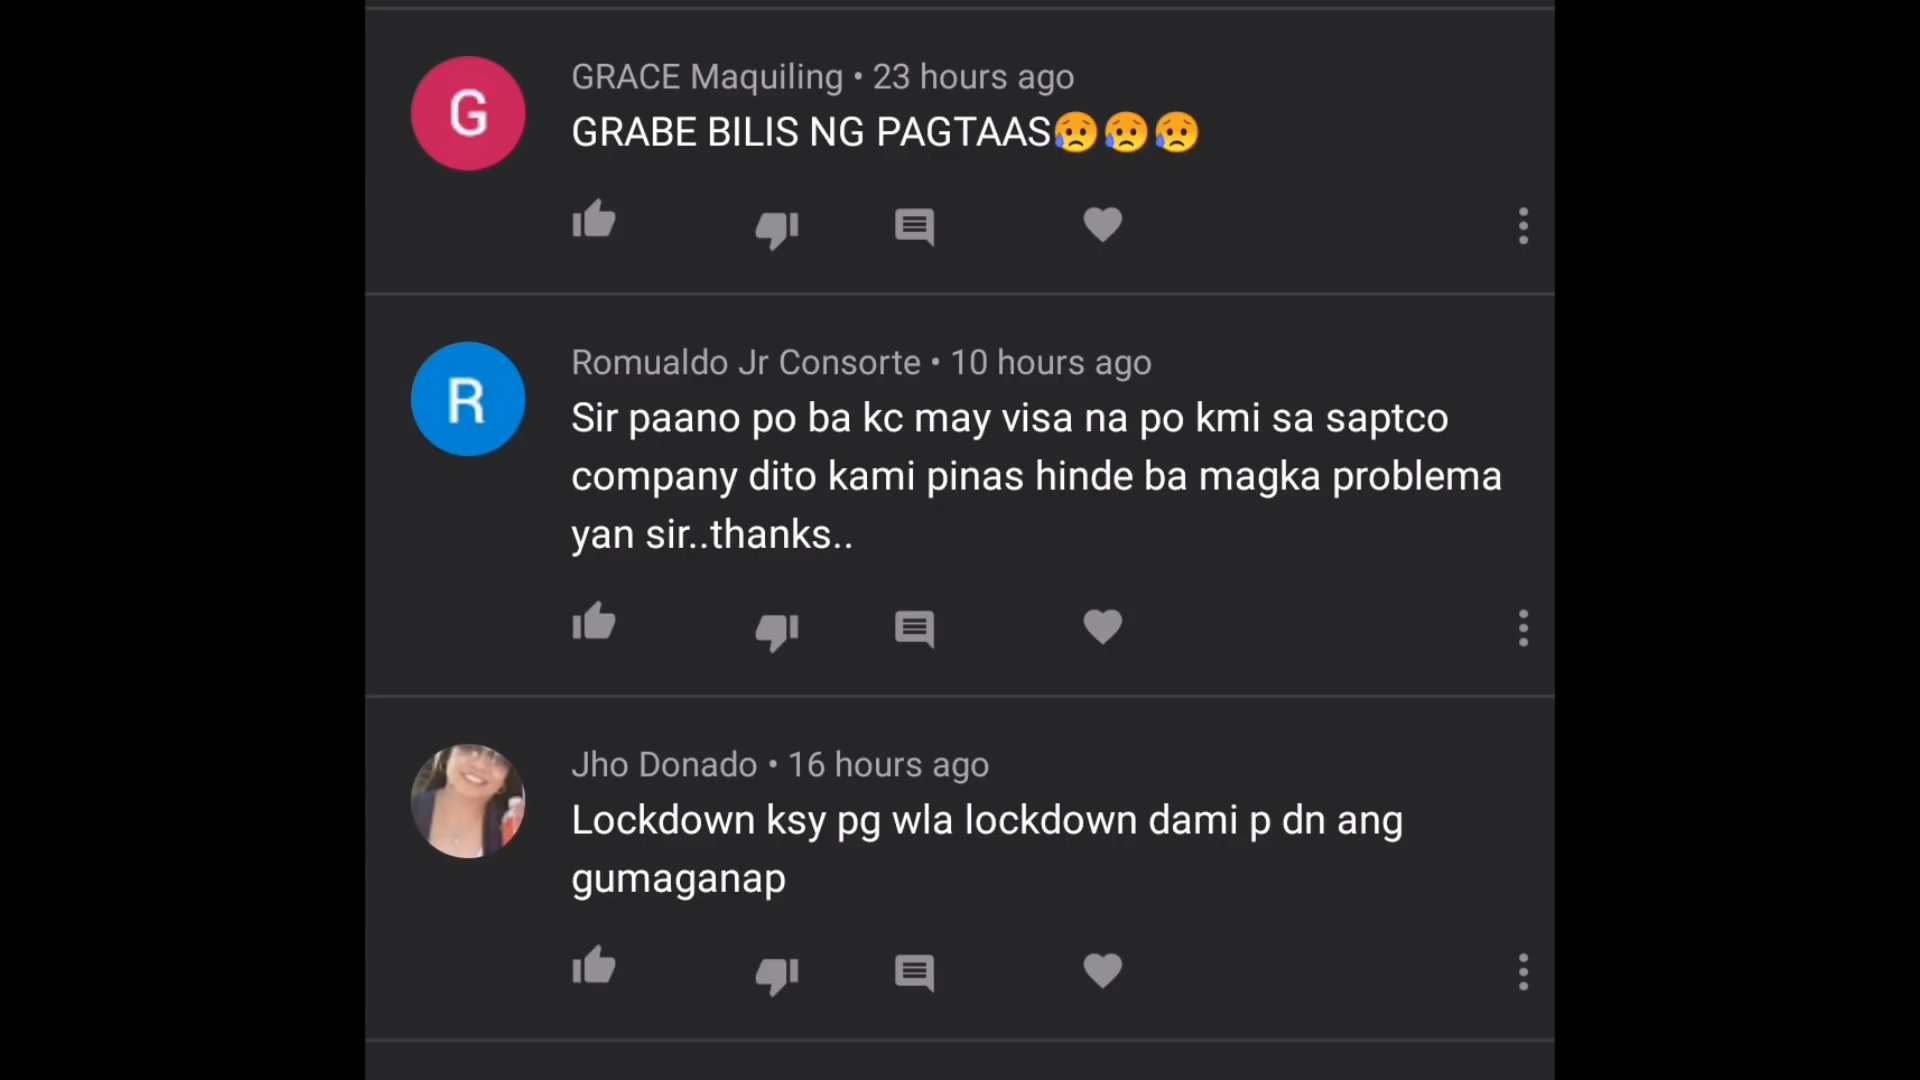 G
GRACE Maquiling • 23 hours ago
GRABE BILIS NG PAGTAAS😥😥😥
R
Romualdo Jr Consorte • 10 hours ago
Sir paano po ba kc may visa na po kmi sa saptco
company dito kami pinas hinde ba magka problema
yan sir..thanks..
Jho Donado • 16 hours ago
Lockdown ksy pg wla lockdown dami p dn ang
gumaganap